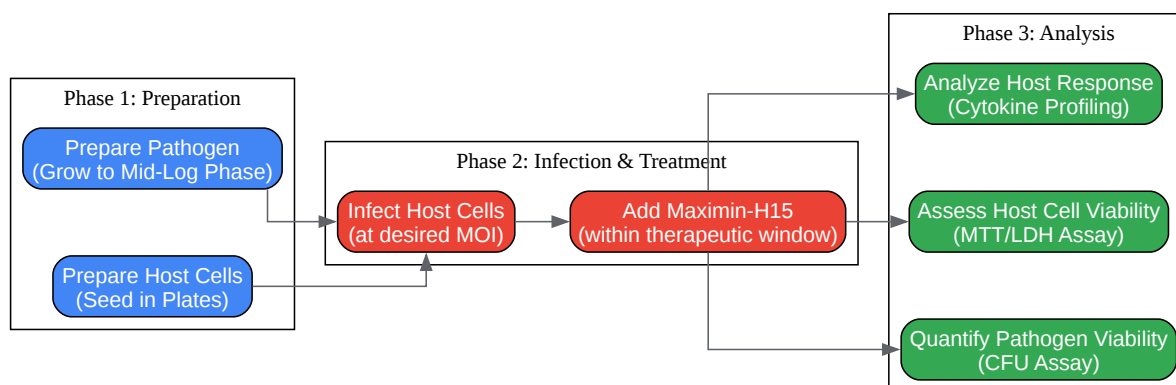 Phase 1: Preparation
Prepare Pathogen
(Grow to Mid-Log Phase)
Prepare Host Cells
(Seed in Plates)
Phase 2: Infection & Treatment
Infect Host Cells
(at desired MOI)
Add Maximin-H15
(within therapeutic window)
Phase 3: Analysis
Analyze Host Response
(Cytokine Profiling)
Assess Host Cell Viability
(MTT/LDH Assay)
Quantify Pathogen Viability
(CFU Assay)